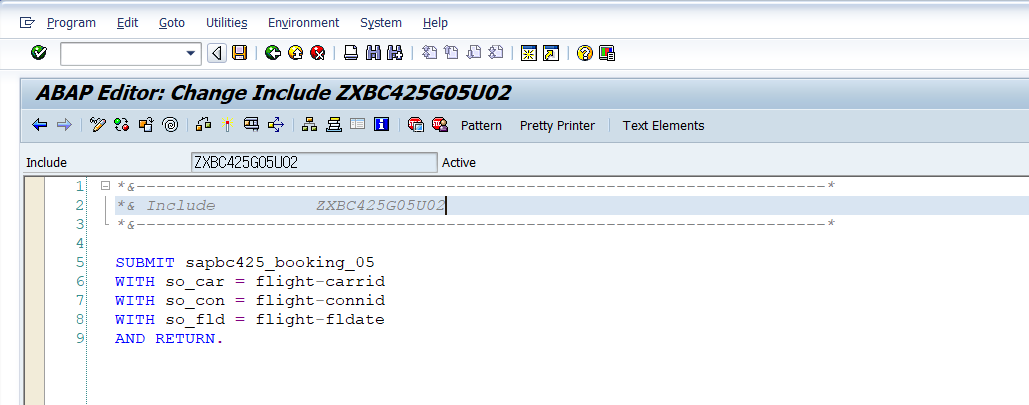 Program Edit Goto Utilities Environment System Help
ABAP Editor: Change Include ZXBC425G05U02
Pattern Pretty Printer Text Elements
Include ZXBC425G05U02 Active
1 *&---------------------------------------------------------------------*
2 *& Include ZXBC425G05U02
3 *&---------------------------------------------------------------------*
4
5 SUBMIT sapbc425_booking_05
6 WITH so_car = flight-carrid
7 WITH so_con = flight-connid
8 WITH so_fld = flight-fldate
9 AND RETURN.